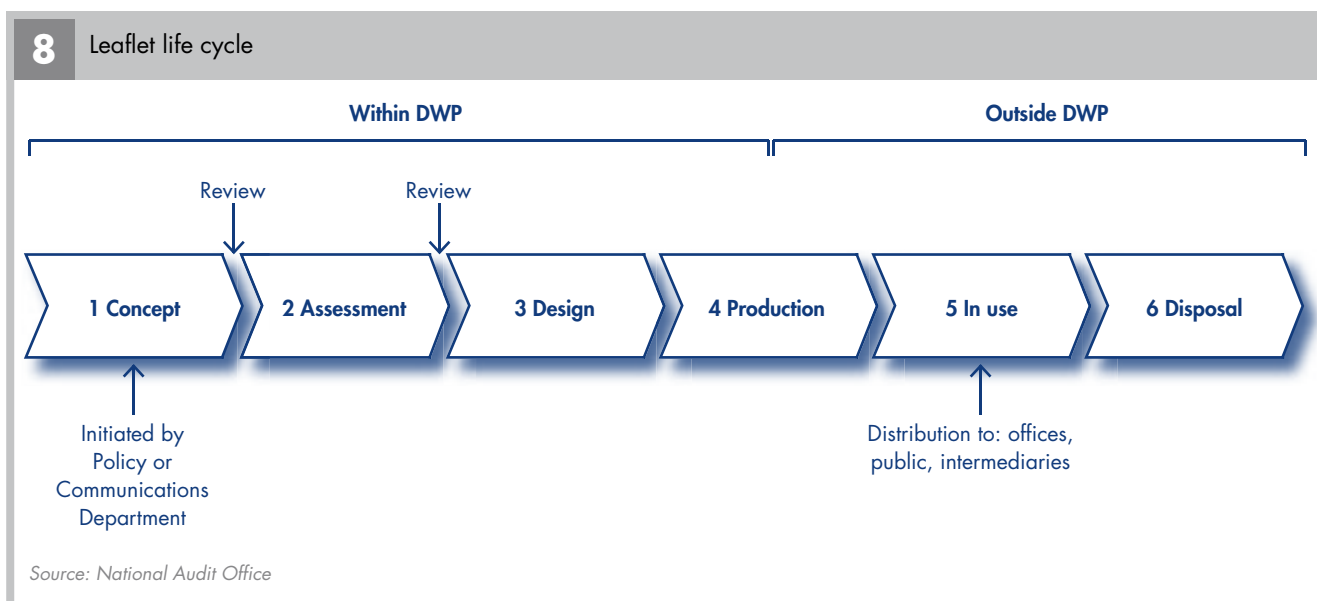 8
Leaflet life cycle
Within DWP
Outside DWP
Review
Review
1 Concept
2 Assessment
3 Design
4 Production
5 In use
6 Disposal
Initiated by
Policy or
Communications
Department
Distribution to: offices,
public, intermediaries
Source: National Audit Office